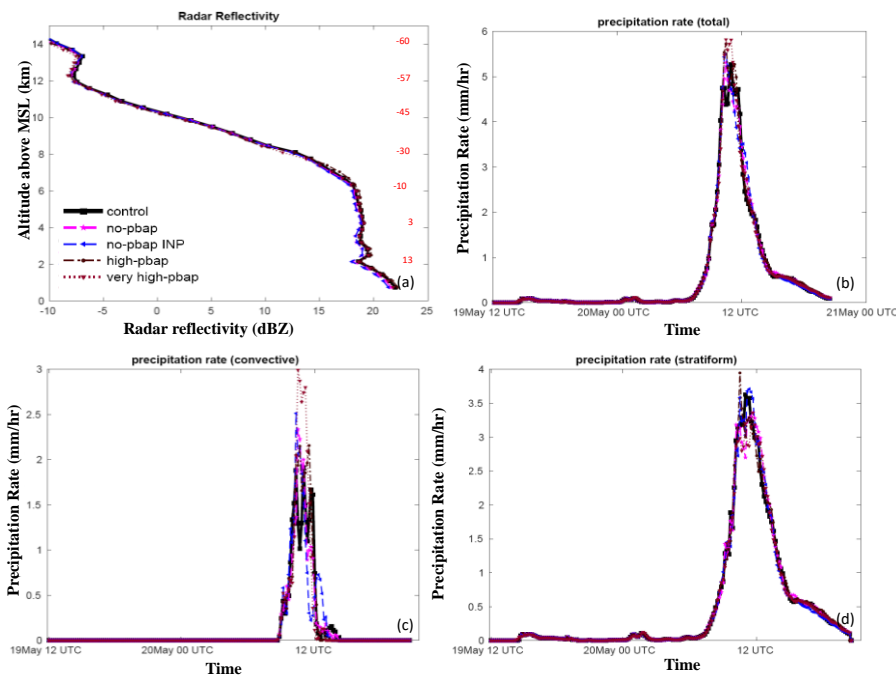 Radar Reflectivity
14
12
10
8
6
4
2
0
-60
-57
-45
-30
-10
3
13
Altitude above MSL (km)
control
no-pbap
no-pbap INP
high-pbap
very high-pbap
(a)
-10 -5 0 5 10 15 20 25
Radar reflectivity (dBZ)
precipitation rate (total)
6
5
4
3
2
1
0
Precipitation Rate (mm/hr)
(b)
19May 12 UTC 20May 00 UTC 12 UTC 21May 00 UTC
Time
precipitation rate (convective)
3
2.5
2
1.5
1
0.5
0
Precipitation Rate (mm/hr)
(c)
19May 12 UTC 20May 00 UTC 12 UTC
Time
precipitation rate (stratiform)
4
3.5
3
2.5
2
1.5
1
0.5
0
Precipitation Rate (mm/hr)
(d)
19May 12 UTC 20May 00 UTC 12 UTC
Time